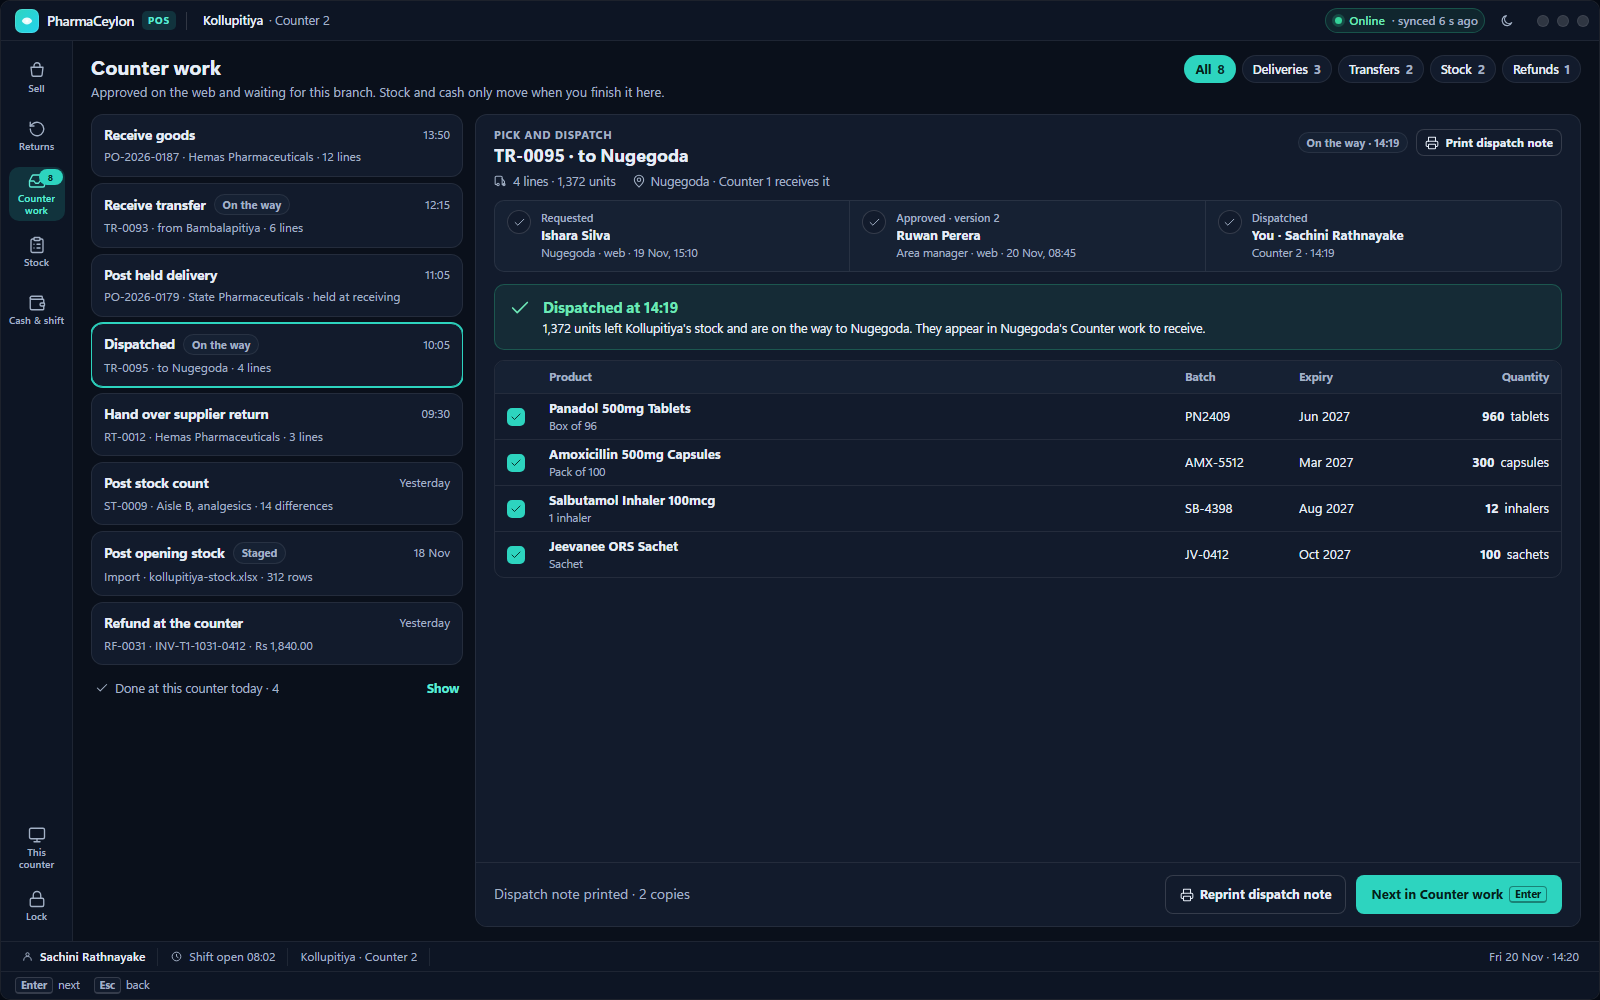 PharmaCeylon POS
Kollupitiya · Counter 2
Online · synced 6 s ago
Sell
Returns
8
Counter work
Stock
Cash & shift
This counter
Lock
Counter work
Approved on the web and waiting for this branch. Stock and cash only move when you finish it here.
All 8
Deliveries 3
Transfers 2
Stock 2
Refunds 1
Receive goods 13:50
PO-2026-0187 · Hemas Pharmaceuticals · 12 lines
Receive transfer On the way 12:15
TR-0093 · from Bambalapitiya · 6 lines
Post held delivery 11:05
PO-2026-0179 · State Pharmaceuticals · held at receiving
Dispatched On the way 10:05
TR-0095 · to Nugegoda · 4 lines
Hand over supplier return 09:30
RT-0012 · Hemas Pharmaceuticals · 3 lines
Post stock count Yesterday
ST-0009 · Aisle B, analgesics · 14 differences
Post opening stock Staged 18 Nov
Import · kollupitiya-stock.xlsx · 312 rows
Refund at the counter Yesterday
RF-0031 · INV-T1-1031-0412 · Rs 1,840.00
Done at this counter today · 4 Show
PICK AND DISPATCH
TR-0095 · to Nugegoda
On the way · 14:19
Print dispatch note
4 lines · 1,372 units
Nugegoda · Counter 1 receives it
Requested
Ishara Silva
Nugegoda · web · 19 Nov, 15:10
Approved · version 2
Ruwan Perera
Area manager · web · 20 Nov, 08:45
Dispatched
You · Sachini Rathnayake
Counter 2 · 14:19
Dispatched at 14:19
1,372 units left Kollupitiya's stock and are on the way to Nugegoda. They appear in Nugegoda's Counter work to receive.
Product Batch Expiry Quantity
Panadol 500mg Tablets
Box of 96
PN2409 Jun 2027 960 tablets
Amoxicillin 500mg Capsules
Pack of 100
AMX-5512 Mar 2027 300 capsules
Salbutamol Inhaler 100mcg
1 inhaler
SB-4398 Aug 2027 12 inhalers
Jeevanee ORS Sachet
Sachet
JV-0412 Oct 2027 100 sachets
Dispatch note printed · 2 copies
Reprint dispatch note
Next in Counter work Enter
Sachini Rathnayake
Shift open 08:02
Kollupitiya · Counter 2
Fri 20 Nov · 14:20
Enter next Esc back